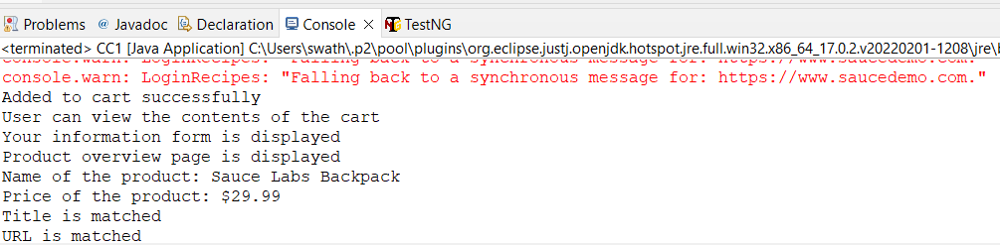 Problems @ Javadoc Declaration Console TestNG
<terminated> CC1 [Java Application] C:\Users\swath\.p2\pool\plugins\org.eclipse.justj.openjdk.hotspot.jre.full.win32.x86_64_17.0.2.v20220201-1208\jre\
console.warn: LoginRecipes: "Falling back to a synchronous message for: https://www.saucedemo.com."
console.warn: LoginRecipes: "Falling back to a synchronous message for: https://www.saucedemo.com."
Added to cart successfully
User can view the contents of the cart
Your information form is displayed
Product overview page is displayed
Name of the product: Sauce Labs Backpack
Price of the product: $29.99
Title is matched
URL is matched